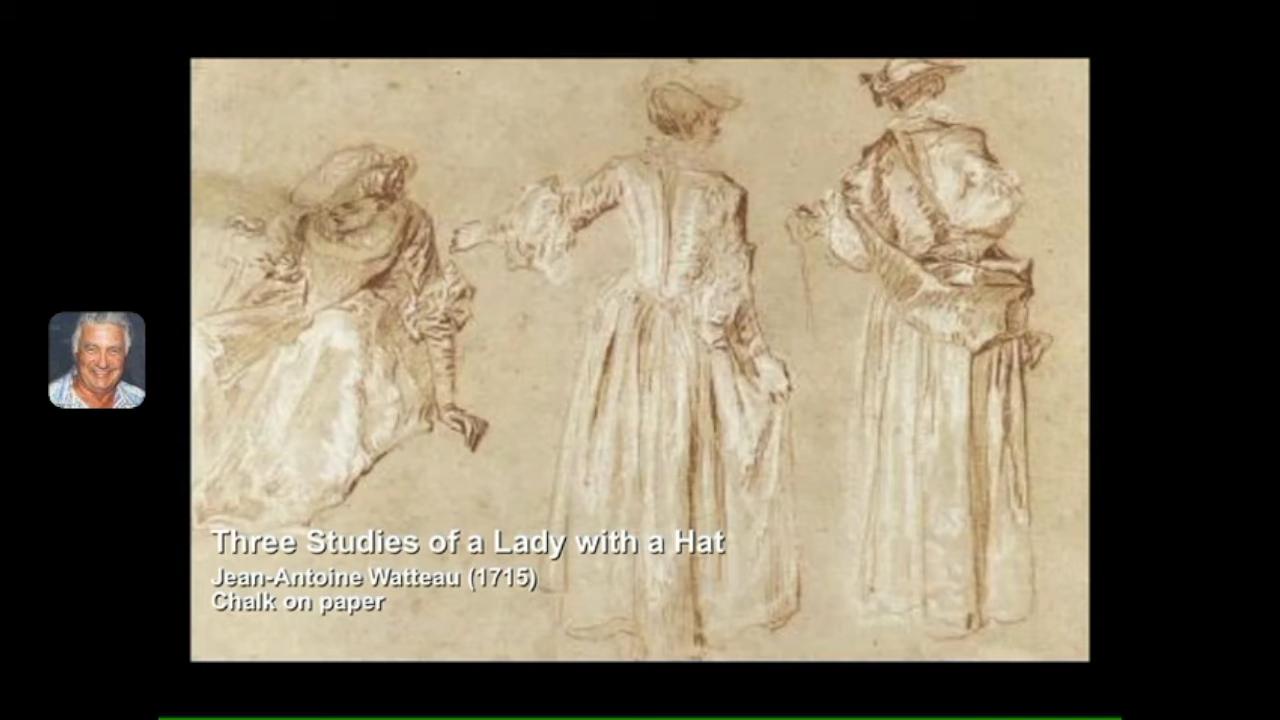 Three Studies of a Lady with a Hat
Jean-Antoine Watteau (1715)
Chalk on paper